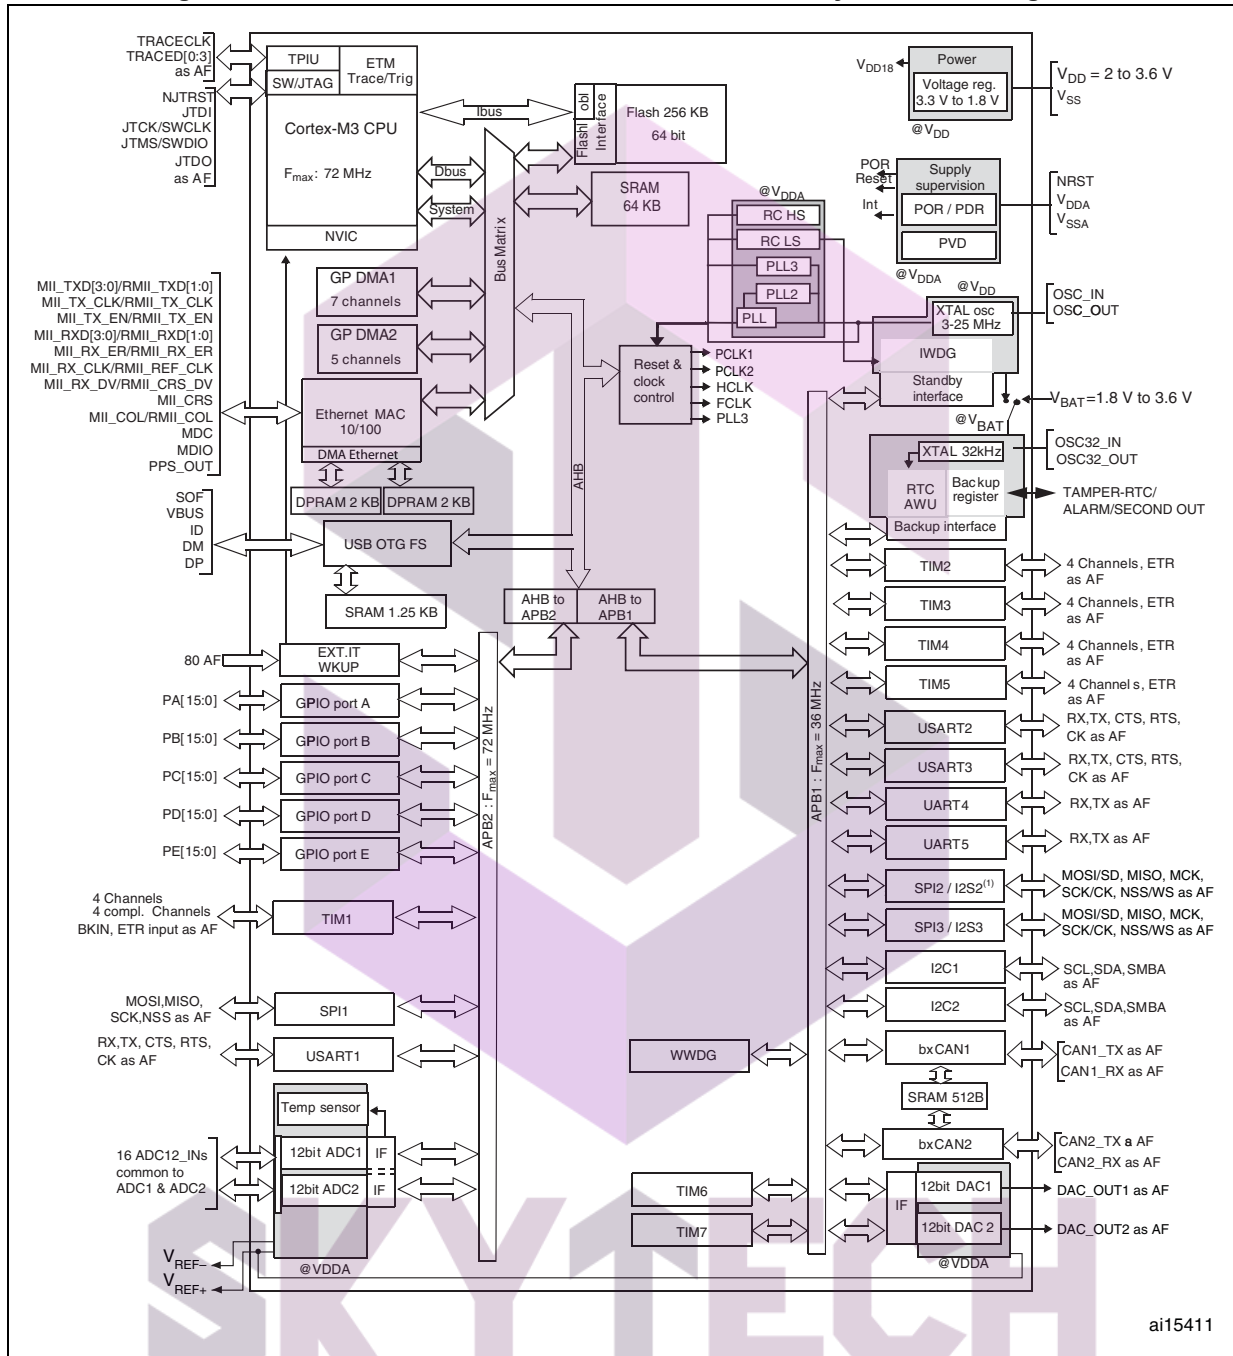 TRACECLK
TRACED[0:3]
as AF
TPIU
ETM
Trace/Trig
SW/JTAG
NJTRST
JTDI
JTCK/SWCLK
JTMS/SWDIO
JTDO
as AF
Cortex-M3 CPU
Fmax: 72 MHz
NVIC
Ibus
Dbus
System
Bus Matrix
Flashl obl
Interface
Flash 256 KB
64 bit
SRAM
64 KB
VDD18
Power
Voltage reg.
3.3 V to 1.8 V
@VDD
VDD = 2 to 3.6 V
VSS
POR
Reset
Int
Supply
supervision
POR / PDR
PVD
@VDDA
NRST
VDDA
VSSA
@VDDA
RC HS
RC LS
PLL3
PLL2
PLL
@VDD
XTAL osc
3-25 MHz
IWDG
Standby
interface
OSC_IN
OSC_OUT
GP DMA1
7 channels
GP DMA2
5 channels
MII_TXD[3:0]/RMII_TXD[1:0]
MII_TX_CLK/RMII_TX_CLK
MII_TX_EN/RMII_TX_EN
MII_RXD[3:0]/RMII_RXD[1:0]
MII_RX_ER/RMII_RX_ER
MII_RX_CLK/RMII_REF_CLK
MII_RX_DV/RMII_CRS_DV
MII_CRS
MII_COL/RMII_COL
MDC
MDIO
PPS_OUT
Ethernet MAC
10/100
DMA Ethernet
DPRAM 2 KB
DPRAM 2 KB
AHB
Reset &
clock
control
PCLK1
PCLK2
HCLK
FCLK
PLL3
VBAT=1.8 V to 3.6 V
@VBAT
XTAL 32kHz
RTC
AWU
Backup
register
Backup interface
OSC32_IN
OSC32_OUT
TAMPER-RTC/
ALARM/SECOND OUT
SOF
VBUS
ID
DM
DP
USB OTG FS
SRAM 1.25 KB
AHB to
APB2
AHB to
APB1
80 AF
EXT.IT
WKUP
PA[15:0]
GPIO port A
PB[15:0]
GPIO port B
PC[15:0]
GPIO port C
PD[15:0]
GPIO port D
PE[15:0]
GPIO port E
4 Channels
4 compl. Channels
BKIN, ETR input as AF
TIM1
MOSI,MISO,
SCK,NSS as AF
SPI1
RX,TX, CTS, RTS,
CK as AF
USART1
Temp sensor
16 ADC12_INs
common to
ADC1 & ADC2
12bit ADC1
IF
12bit ADC2
IF
VREF–
VREF+
@VDDA
APB2 : Fmax = 72 MHz
APB1 : Fmax = 36 MHz
TIM2
4 Channels, ETR
as AF
TIM3
4 Channels, ETR
as AF
TIM4
4 Channels, ETR
as AF
TIM5
4 Channels, ETR
as AF
USART2
RX,TX, CTS, RTS,
CK as AF
USART3
RX,TX, CTS, RTS,
CK as AF
UART4
RX,TX as AF
UART5
RX,TX as AF
SPI2 / I2S2(1)
MOSI/SD, MISO, MCK,
SCK/CK, NSS/WS as AF
SPI3 / I2S3
MOSI/SD, MISO, MCK,
SCK/CK, NSS/WS as AF
I2C1
SCL,SDA,SMBA
as AF
I2C2
SCL,SDA,SMBA
as AF
WWDG
bxCAN1
CAN1_TX as AF
CAN1_RX as AF
SRAM 512B
bxCAN2
CAN2_TX a AF
CAN2_RX as AF
TIM6
TIM7
IF
12bit DAC1
DAC_OUT1 as AF
12bit DAC 2
DAC_OUT2 as AF
@VDDA
SKYTECH
ai15411